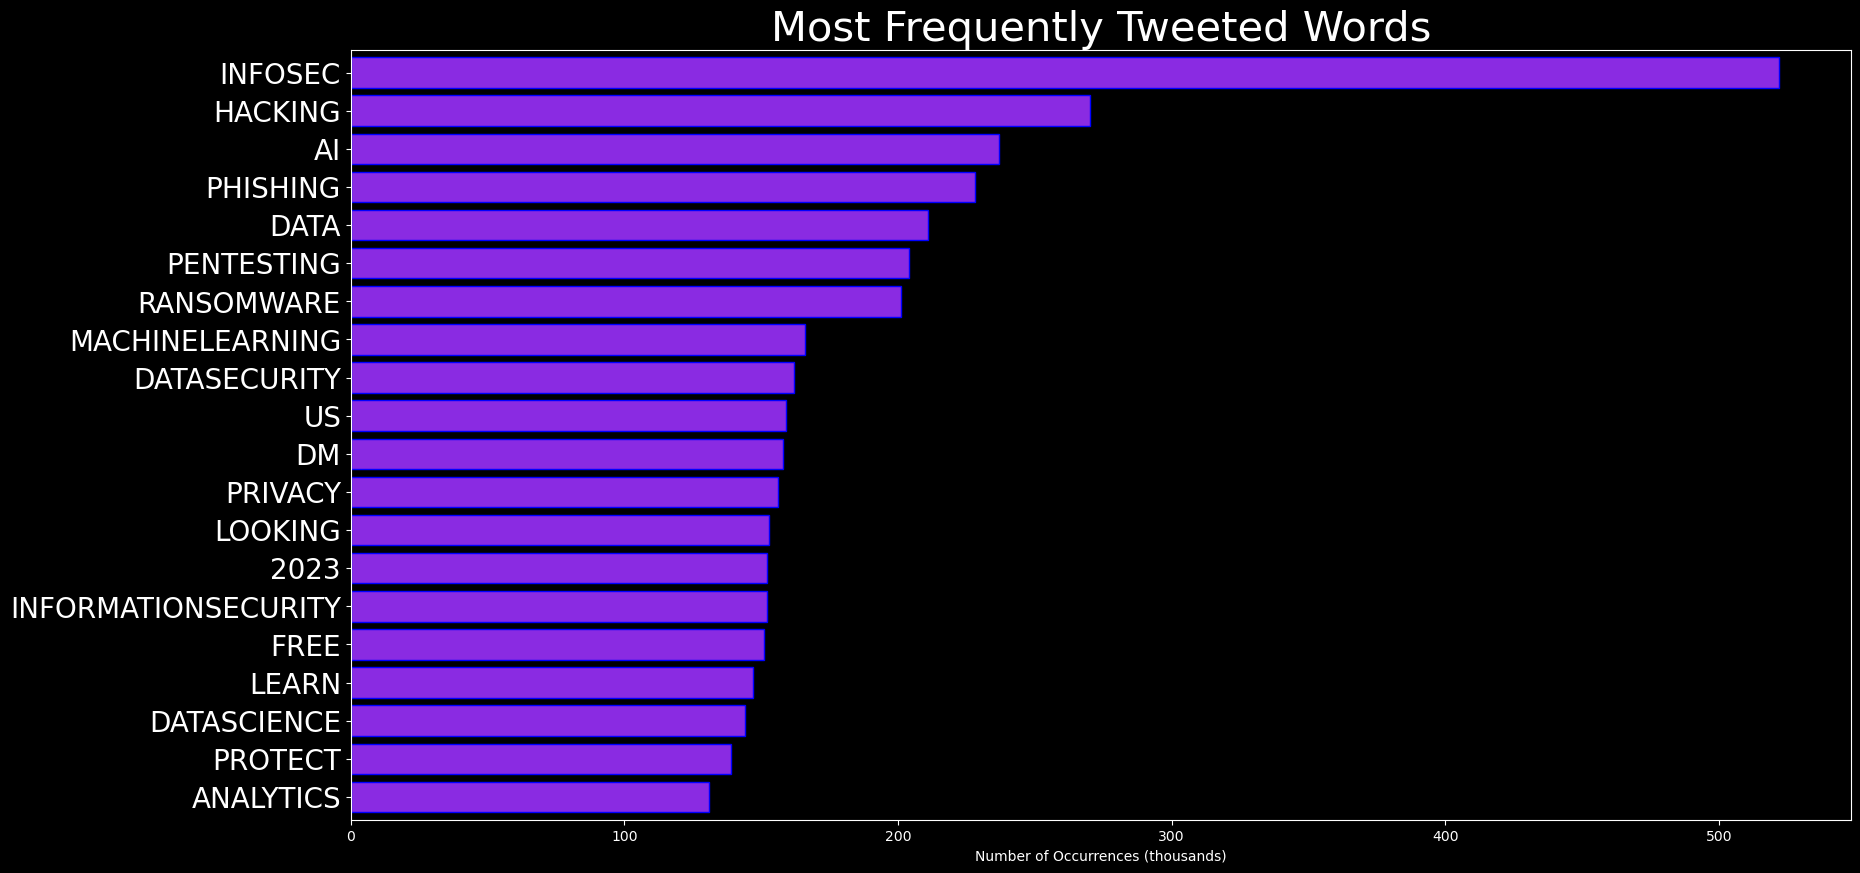 Most Frequently Tweeted Words
INFOSEC
HACKING
AI
PHISHING
DATA
PENTESTING
RANSOMWARE
MACHINELEARNING
DATASECURITY
US
DM
PRIVACY
LOOKING
2023
INFORMATIONSECURITY
FREE
LEARN
DATASCIENCE
PROTECT
ANALYTICS
0 100 200 300 400 500
Number of Occurrences (thousands)